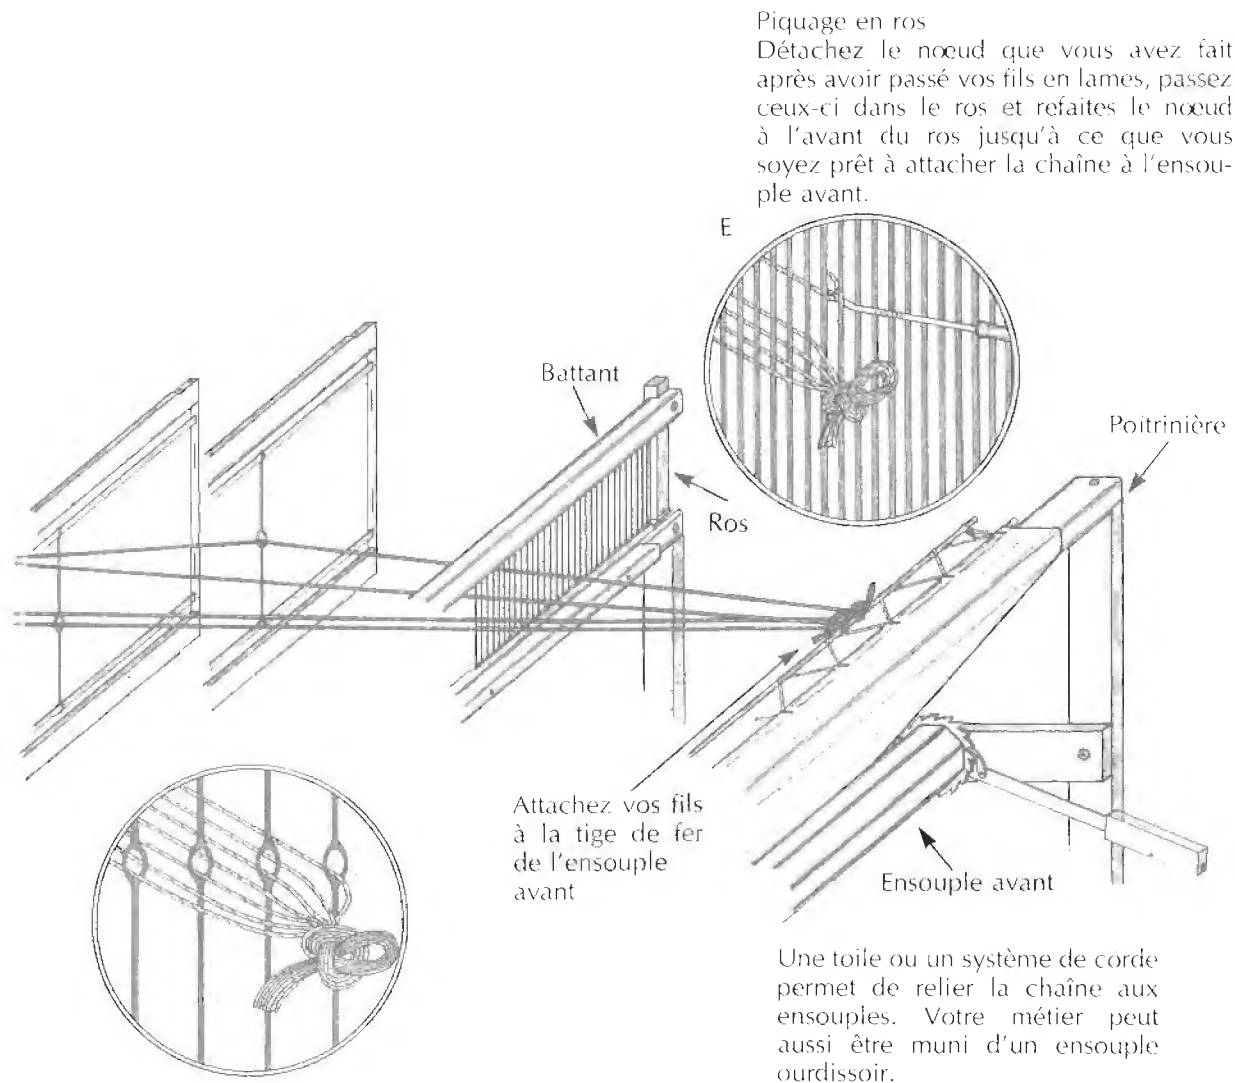 Piquage en ros
Détachez le nœud que vous avez fait
après avoir passé vos fils en lames, passez
ceux-ci dans le ros et refaites le nœud
à l'avant du ros jusqu'à ce que vous
soyez prêt à attacher la chaîne à l'ensou-
ple avant.
E
Battant
Poitrinière
Ros
Attachez vos fils
à la tige de fer
de l'ensouple
avant
Ensouple avant
Une toile ou un système de corde
permet de relier la chaîne aux
ensouples. Votre métier peut
aussi être muni d'un ensouple
ourdissoir.